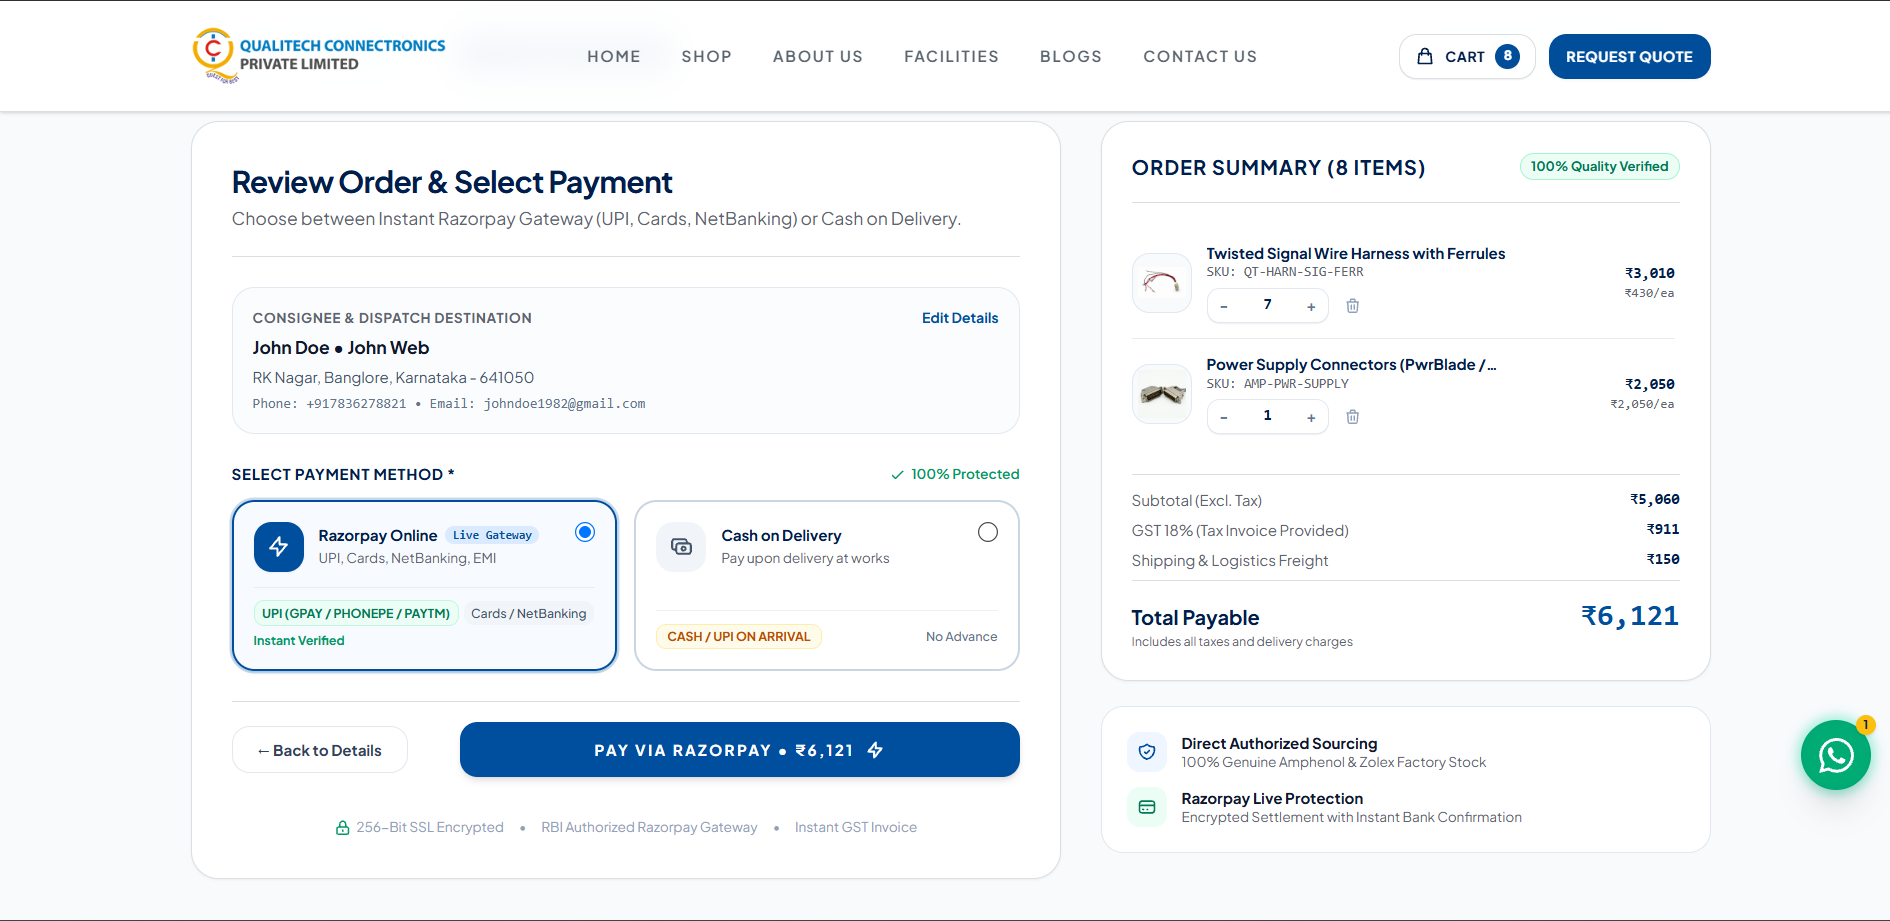 QUALITECH CONNECTRONICS
PRIVATE LIMITED
HOME
SHOP
ABOUT US
FACILITIES
BLOGS
CONTACT US
CART 8
REQUEST QUOTE
Review Order & Select Payment
Choose between Instant Razorpay Gateway (UPI, Cards, NetBanking) or Cash on Delivery.
CONSIGNEE & DISPATCH DESTINATION
Edit Details
John Doe • John Web
RK Nagar, Banglore, Karnataka - 641050
Phone: +917836278821 • Email: johndoe1982@gmail.com
SELECT PAYMENT METHOD *
✓ 100% Protected
Razorpay Online Live Gateway
UPI, Cards, NetBanking, EMI
UPI (GPAY / PHONEPE / PAYTM) Cards / NetBanking
Instant Verified
Cash on Delivery
Pay upon delivery at works
CASH / UPI ON ARRIVAL No Advance
← Back to Details
PAY VIA RAZORPAY • ₹6,121
256-Bit SSL Encrypted • RBI Authorized Razorpay Gateway • Instant GST Invoice
ORDER SUMMARY (8 ITEMS)
100% Quality Verified
Twisted Signal Wire Harness with Ferrules
SKU: QT-HARN-SIG-FERR
- 7 +
₹3,010
₹430/ea
Power Supply Connectors (PwrBlade /...
SKU: AMP-PWR-SUPPLY
- 1 +
₹2,050
₹2,050/ea
Subtotal (Excl. Tax) ₹5,060
GST 18% (Tax Invoice Provided) ₹911
Shipping & Logistics Freight ₹150
Total Payable ₹6,121
Includes all taxes and delivery charges
Direct Authorized Sourcing
100% Genuine Amphenol & Zolex Factory Stock
Razorpay Live Protection
Encrypted Settlement with Instant Bank Confirmation
1